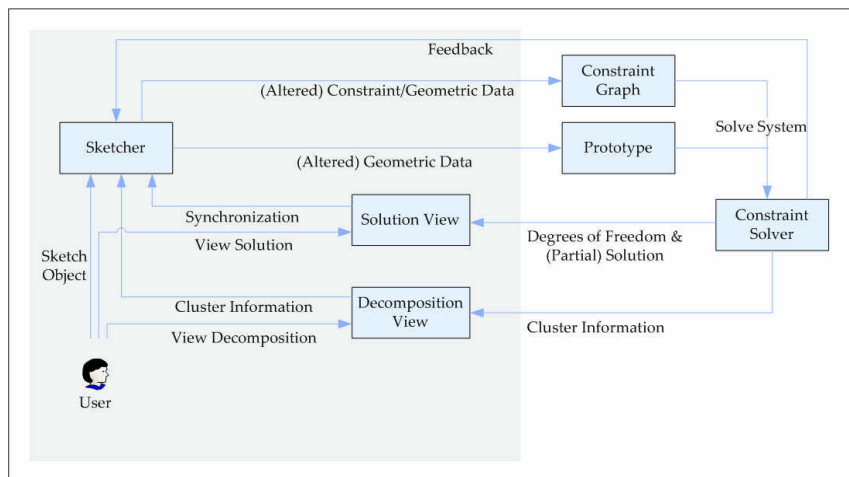 Feedback
(Altered) Constraint/Geometric Data
Constraint
Graph
Sketcher
Solve System
(Altered) Geometric Data
Prototype
Synchronization
Solution View
Constraint
Solver
View Solution
Degrees of Freedom &
(Partial) Solution
Sketch
Object
Cluster Information
Decomposition
View
View Decomposition
Cluster Information
User